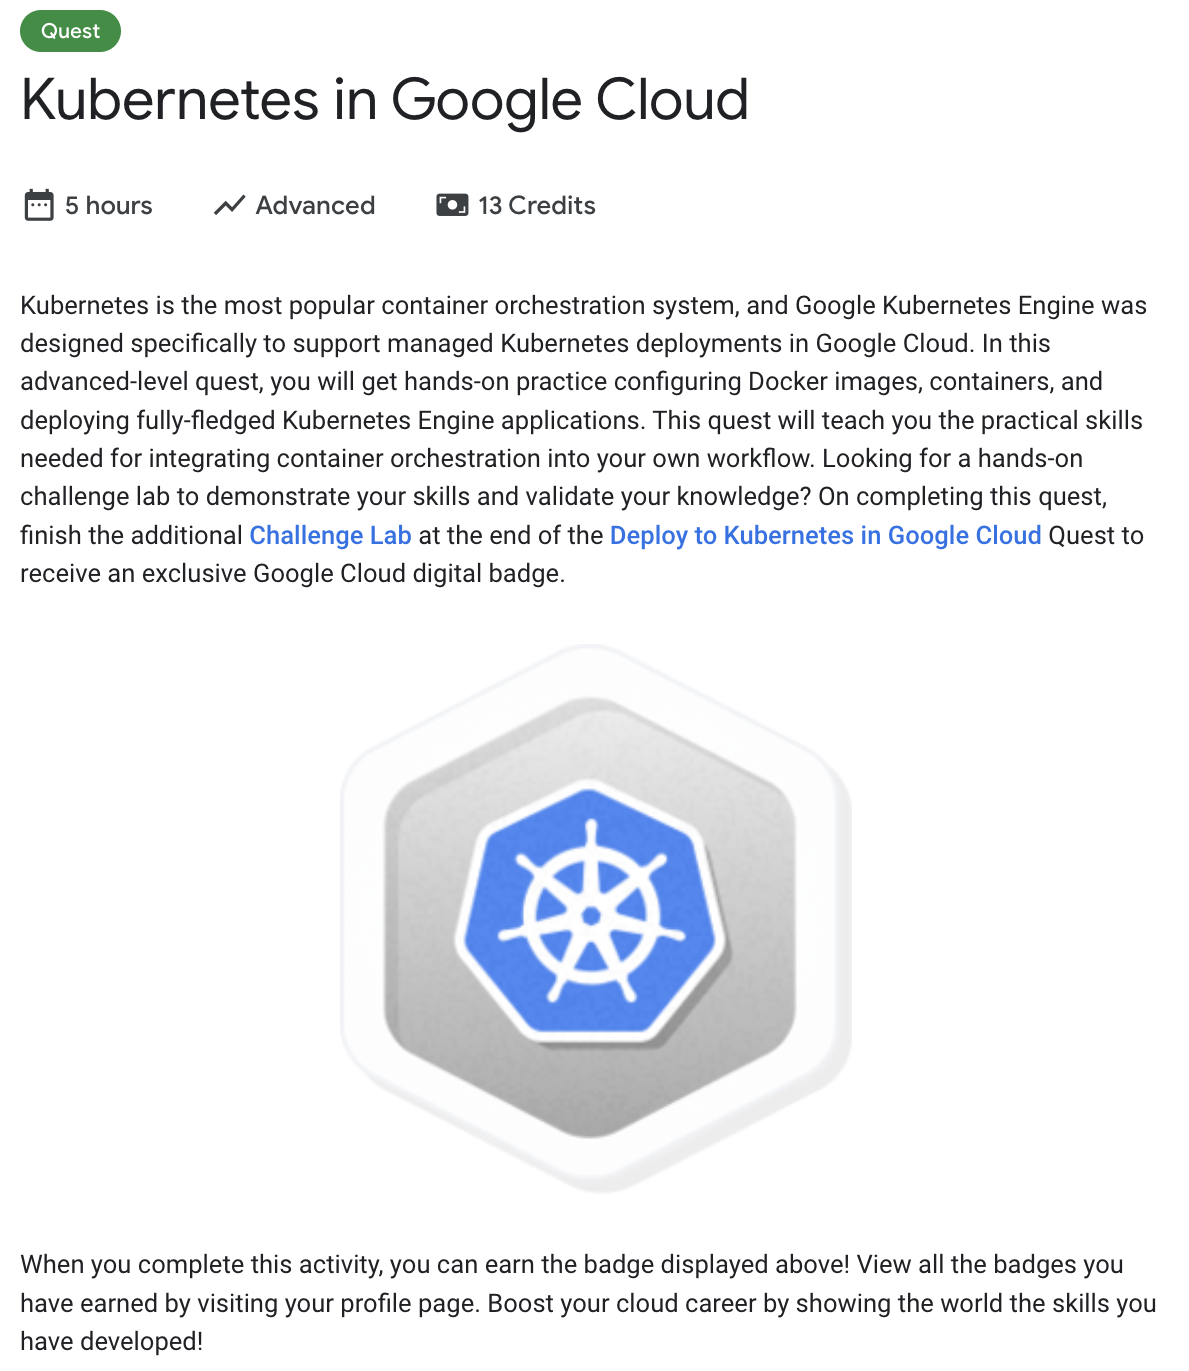 Quest
Kubernetes in Google Cloud
5 hours Advanced 13 Credits
Kubernetes is the most popular container orchestration system, and Google Kubernetes Engine was
designed specifically to support managed Kubernetes deployments in Google Cloud. In this
advanced-level quest, you will get hands-on practice configuring Docker images, containers, and
deploying fully-fledged Kubernetes Engine applications. This quest will teach you the practical skills
needed for integrating container orchestration into your own workflow. Looking for a hands-on
challenge lab to demonstrate your skills and validate your knowledge? On completing this quest,
finish the additional Challenge Lab at the end of the Deploy to Kubernetes in Google Cloud Quest to
receive an exclusive Google Cloud digital badge.
When you complete this activity, you can earn the badge displayed above! View all the badges you
have earned by visiting your profile page. Boost your cloud career by showing the world the skills you
have developed!